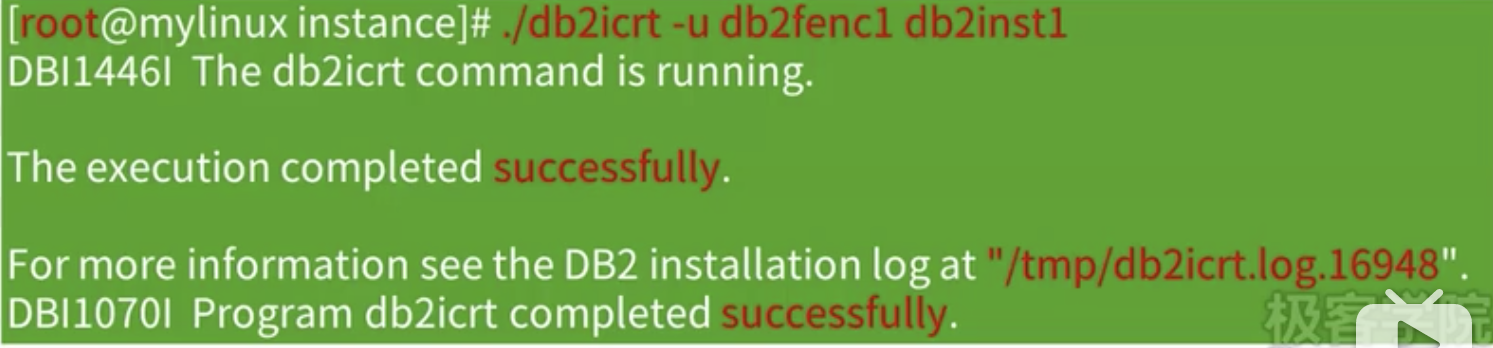 [root@mylinux instance]# ./db2icrt -u db2fenc1 db2inst1
DBI1446I  The db2icrt command is running.
The execution completed successfully.
For more information see the DB2 installation log at "/tmp/db2icrt.log.16948".
DBI1070I  Program db2icrt completed successfully.
极客学院